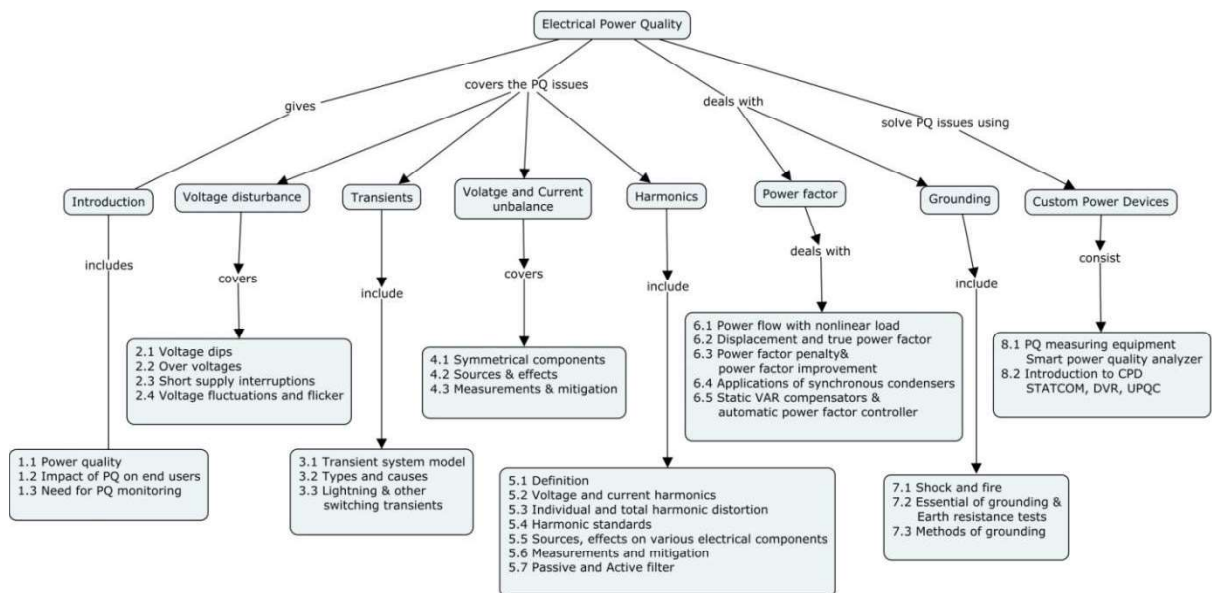 Electrical Power Quality
covers the PQ issues
gives
deals with
solve PQ issues using
Introduction
Voltage disturbance
Transients
Volatge and Current
unbalance
Harmonics
Power factor
Grounding
Custom Power Devices
includes
covers
include
covers
include
deals with
include
consist
2.1 Voltage dips
2.2 Over voltages
2.3 Short supply interruptions
2.4 Voltage fluctuations and flicker
4.1 Symmetrical components
4.2 Sources & effects
4.3 Measurements & mitigation
6.1 Power flow with nonlinear load
6.2 Displacement and true power factor
6.3 Power factor penalty&
power factor improvement
6.4 Applications of synchronous condensers
6.5 Static VAR compensators &
automatic power factor controller
8.1 PQ measuring equipment
Smart power quality analyzer
8.2 Introduction to CPD
STATCOM, DVR, UPQC
1.1 Power quality
1.2 Impact of PQ on end users
1.3 Need for PQ monitoring
3.1 Transient system model
3.2 Types and causes
3.3 Lightning & other
switching transients
5.1 Definition
5.2 Voltage and current harmonics
5.3 Individual and total harmonic distortion
5.4 Harmonic standards
5.5 Sources, effects on various electrical components
5.6 Measurements and mitigation
5.7 Passive and Active filter
7.1 Shock and fire
7.2 Essential of grounding &
Earth resistance tests
7.3 Methods of grounding